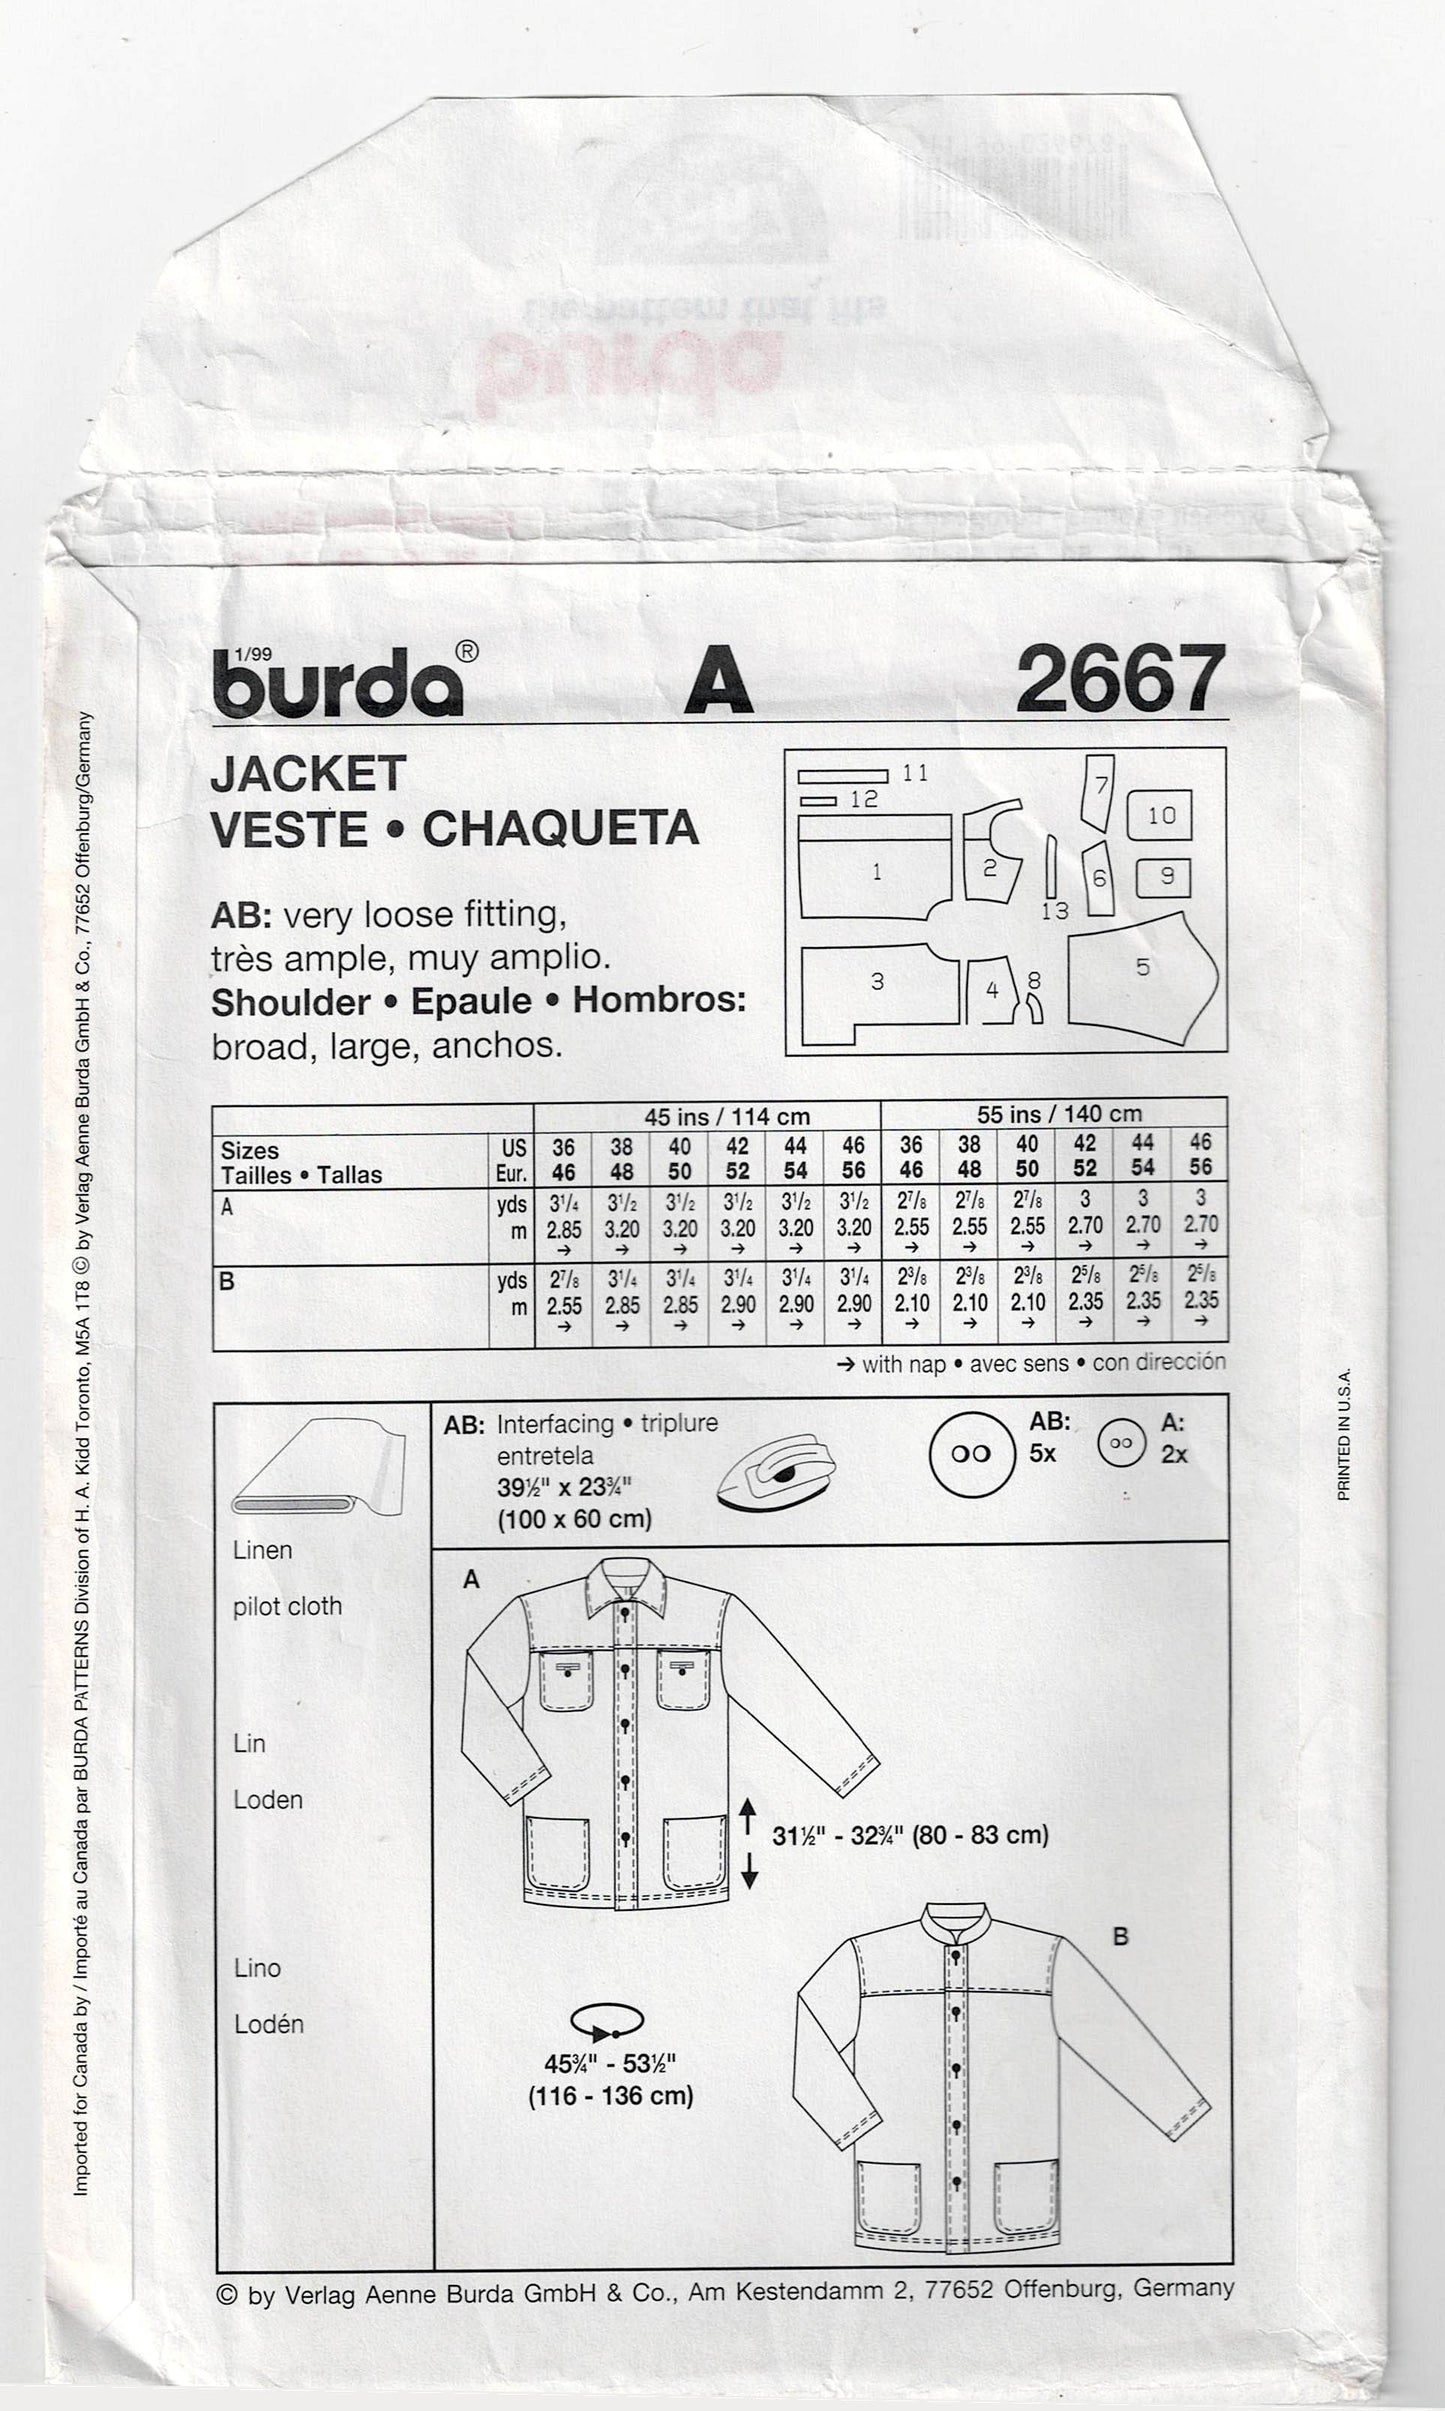 the pattern that fits
burda
1/99
burda® A 2667
JACKET
VESTE • CHAQUETA
AB: very loose fitting,
très ample, muy amplio.
Shoulder • Epaule • Hombros:
broad, large, anchos.
11
12
1
2
7
10
6
9
13
3
4
8
5
45 ins / 114 cm 55 ins / 140 cm
Sizes US 36 38 40 42 44 46 36 38 40 42 44 46
Tailles • Tallas Eur. 46 48 50 52 54 56 46 48 50 52 54 56
A yds 3¼ 3½ 3½ 3½ 3½ 3½ 2⅞ 2⅞ 2⅞ 3 3 3
m 2.85 3.20 3.20 3.20 3.20 3.20 2.55 2.55 2.55 2.70 2.70 2.70
→ → → → → → → → → → → →
B yds 2⅞ 3¼ 3¼ 3¼ 3¼ 3¼ 2⅜ 2⅜ 2⅜ 2⅝ 2⅝ 2⅝
m 2.55 2.85 2.85 2.90 2.90 2.90 2.10 2.10 2.10 2.35 2.35 2.35
→ → → → → → → → → → → →
→ with nap • avec sens • con dirección
AB: Interfacing • triplure
entretela
39½" x 23¾"
(100 x 60 cm)
AB:
5x
A:
2x
Linen
pilot cloth
Lin
Loden
Lino
Lodén
A
31½" - 32¾" (80 - 83 cm)
B
45¾" - 53½"
(116 - 136 cm)
© by Verlag Aenne Burda GmbH & Co., Am Kestendamm 2, 77652 Offenburg, Germany
Imported for Canada by / Importé au Canada par BURDA PATTERNS Division of H. A. Kidd Toronto, M5A 1T8 © by Verlag Aenne Burda GmbH & Co., 77652 Offenburg/Germany
PRINTED IN U.S.A.